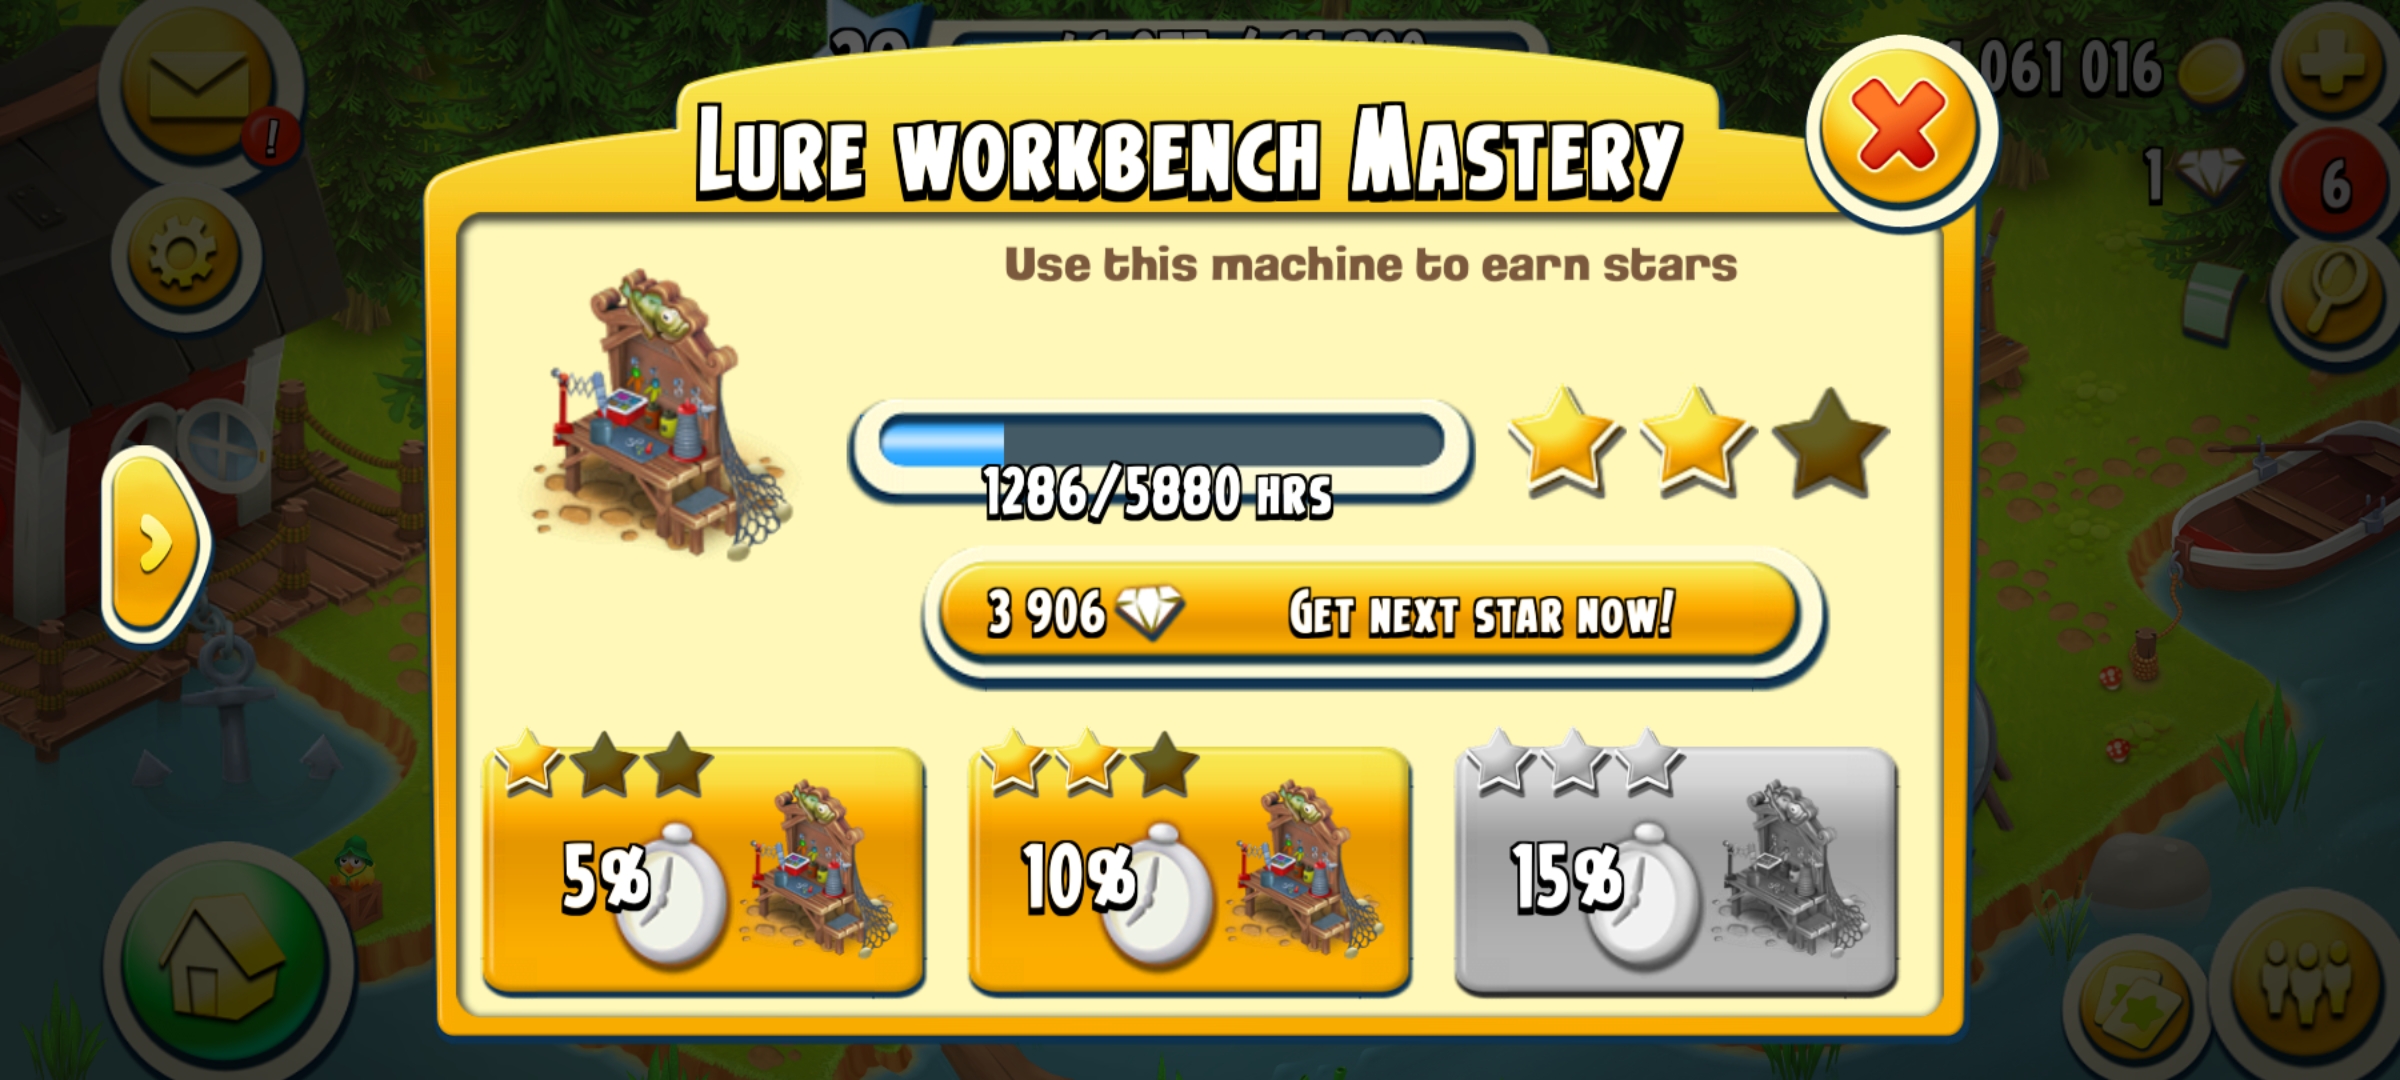 LURE WORKBENCH MASTERY
061 016
!
1
6
Use this machine to earn stars
1286/5880 HRS
3 906 GET NEXT STAR NOW!
5%
10%
15%